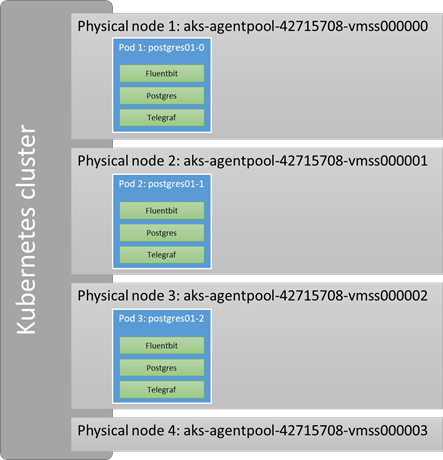 Kubernetes cluster
Physical node 1: aks-agentpool-42715708-vmss000000
Pod 1: postgres01-0
Fluentbit
Postgres
Telegraf
Physical node 2: aks-agentpool-42715708-vmss000001
Pod 2: postgres01-1
Fluentbit
Postgres
Telegraf
Physical node 3: aks-agentpool-42715708-vmss000002
Pod 3: postgres01-2
Fluentbit
Postgres
Telegraf
Physical node 4: aks-agentpool-42715708-vmss000003